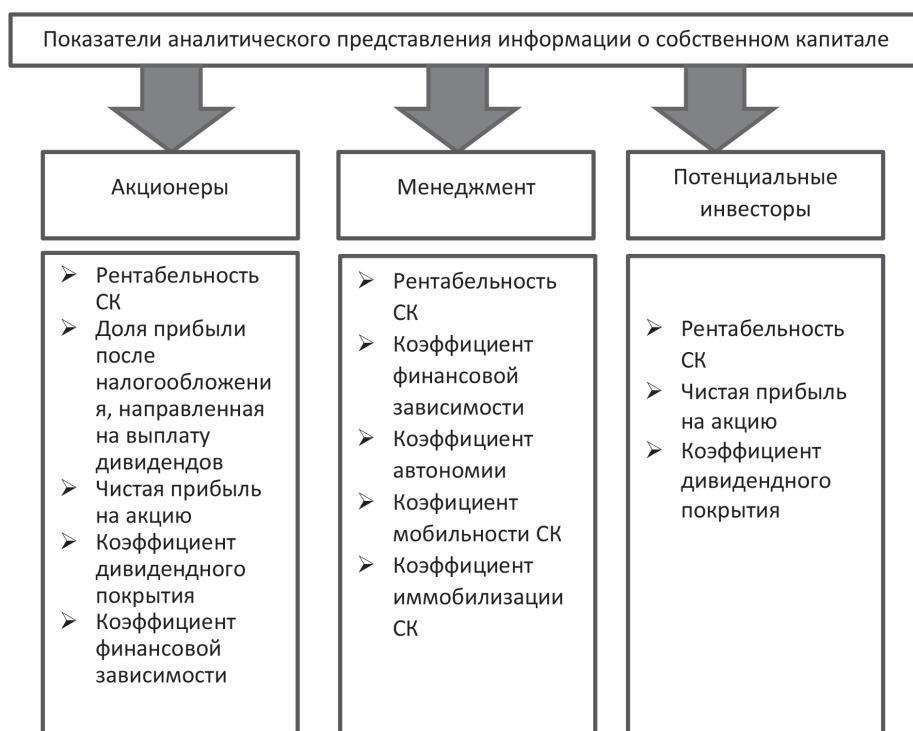 Показатели аналитического представления информации о собственном капитале
Акционеры
Рентабельность
СК
Доля прибыли
после
налогообложени
я, направленная
на выплату
дивидендов
Чистая прибыль
на акцию
Коэффициент
дивидендного
покрытия
Коэффициент
финансовой
зависимости
Менеджмент
Рентабельность
СК
Коэффициент
финансовой
зависимости
Коэффициент
автономии
Коэфициент
мобильности СК
Коэффициент
иммобилизации
СК
Потенциальные
инвесторы
Рентабельность
СК
Чистая прибыль
на акцию
Коэффициент
дивидендного
покрытия